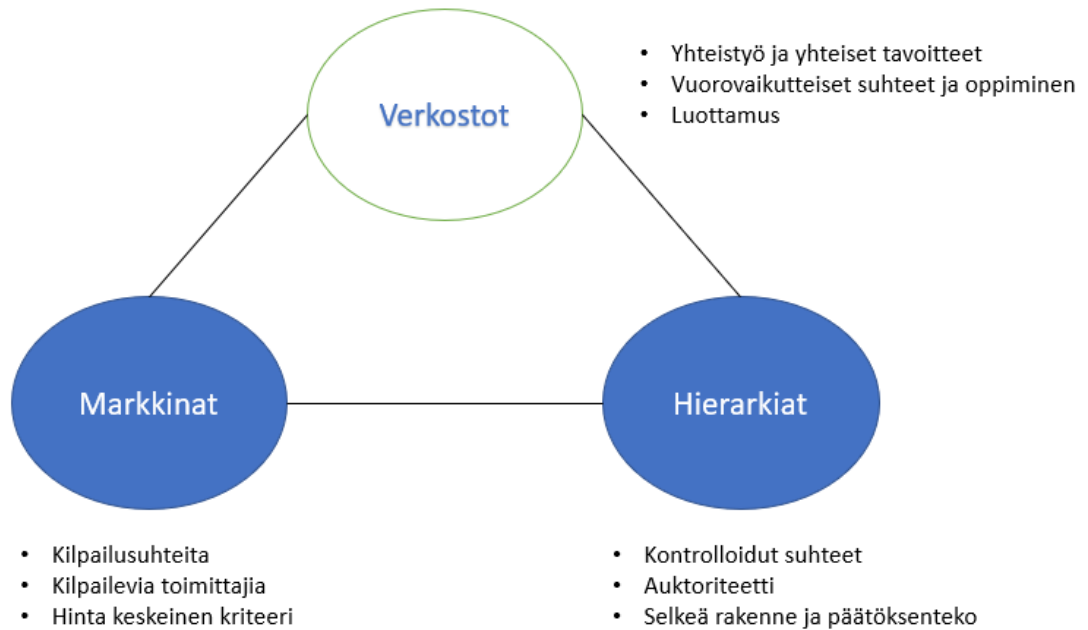 Verkostot
• Yhteistyö ja yhteiset tavoitteet
• Vuorovaikutteiset suhteet ja oppiminen
• Luottamus
Markkinat
Hierarkiat
• Kilpailusuhteita
• Kilpailevia toimittajia
• Hinta keskeinen kriteeri
• Kontrolloidut suhteet
• Auktoriteetti
• Selkeä rakenne ja päätöksenteko